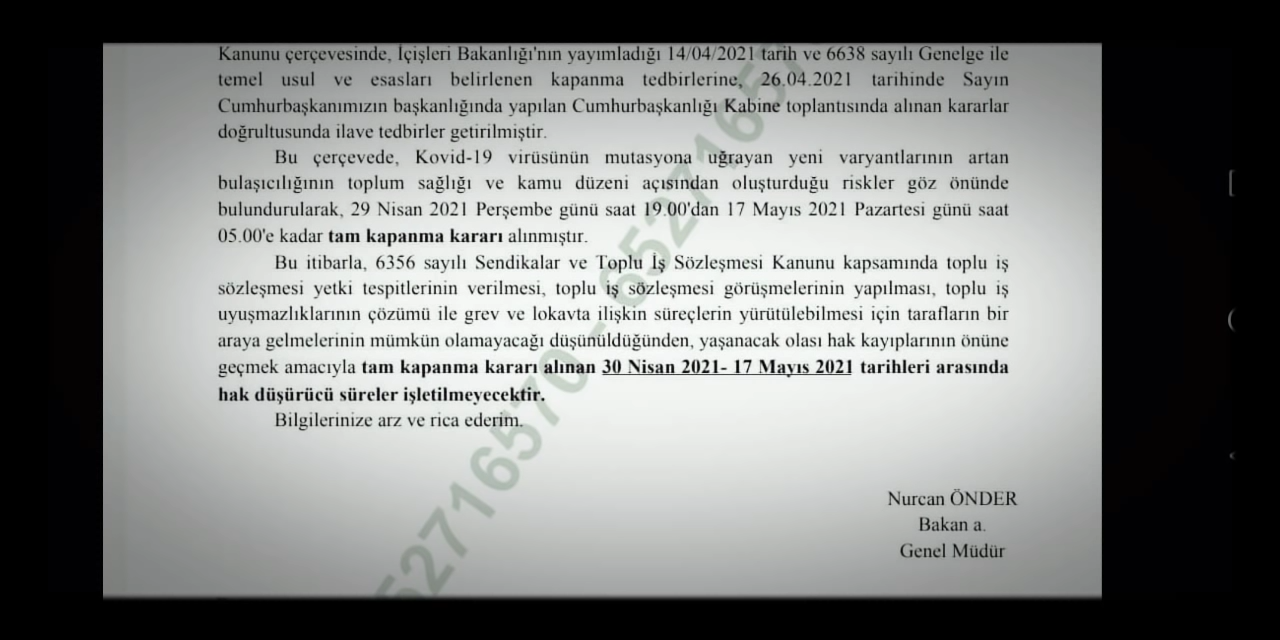 Kanunu çerçevesinde, İçişleri Bakanlığı'nın yayımladığı 14/04/2021 tarih ve 6638 sayılı Genelge ile
temel usul ve esasları belirlenen kapanma tedbirlerine, 26.04.2021 tarihinde Sayın
Cumhurbaşkanımızın başkanlığında yapılan Cumhurbaşkanlığı Kabine toplantısında alınan kararlar
doğrultusunda ilave tedbirler getirilmiştir.
Bu çerçevede, Kovid-19 virüsünün mutasyona uğrayan yeni varyantlarının artan
bulaşıcılığının toplum sağlığı ve kamu düzeni açısından oluşturduğu riskler göz önünde
bulundurularak, 29 Nisan 2021 Perşembe günü saat 19.00'dan 17 Mayıs 2021 Pazartesi günü saat
05.00'e kadar tam kapanma kararı alınmıştır.
Bu itibarla, 6356 sayılı Sendikalar ve Toplu İş Sözleşmesi Kanunu kapsamında toplu iş
sözleşmesi yetki tespitlerinin verilmesi, toplu iş sözleşmesi görüşmelerinin yapılması, toplu iş
uyuşmazlıklarının çözümü ile grev ve lokavta ilişkin süreçlerin yürütülebilmesi için tarafların bir
araya gelmelerinin mümkün olamayacağı düşünüldüğünden, yaşanacak olası hak kayıplarının önüne
geçmek amacıyla tam kapanma kararı alınan 30 Nisan 2021- 17 Mayıs 2021 tarihleri arasında
hak düşürücü süreler işletilmeyecektir.
Bilgilerinize arz ve rica ederim.
Nurcan ÖNDER
Bakan a.
Genel Müdür